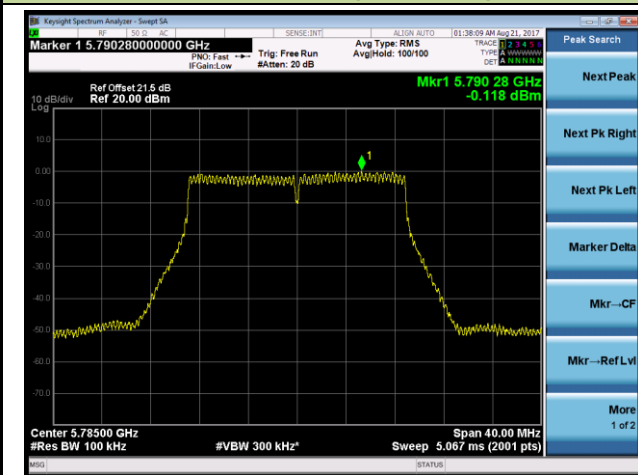 Keysight Spectrum Analyzer - Swept SA
RF 50 Ω AC SENSE:INT ALIGN AUTO 01:38:09 AM Aug 21, 2017
Marker 1 5.790280000000 GHz
PNO: Fast
IFGain:Low
Trig: Free Run
#Atten: 20 dB
Avg Type: RMS
Avg|Hold: 100/100
TRACE 1 2 3 4 5 6
TYPE A WWWWW
DET A N N N N N
Peak Search
Mkr1 5.790 28 GHz
-0.118 dBm
Ref Offset 21.5 dB
Ref 20.00 dBm
10 dB/div
Log
10.0
0.00
-10.0
-20.0
-30.0
-40.0
-50.0
-60.0
-70.0
1
Next Peak
Next Pk Right
Next Pk Left
Marker Delta
Mkr→CF
Mkr→Ref Lvl
More
1 of 2
Center 5.78500 GHz
#Res BW 100 kHz
#VBW 300 kHz*
Span 40.00 MHz
Sweep 5.067 ms (2001 pts)
MSG
STATUS